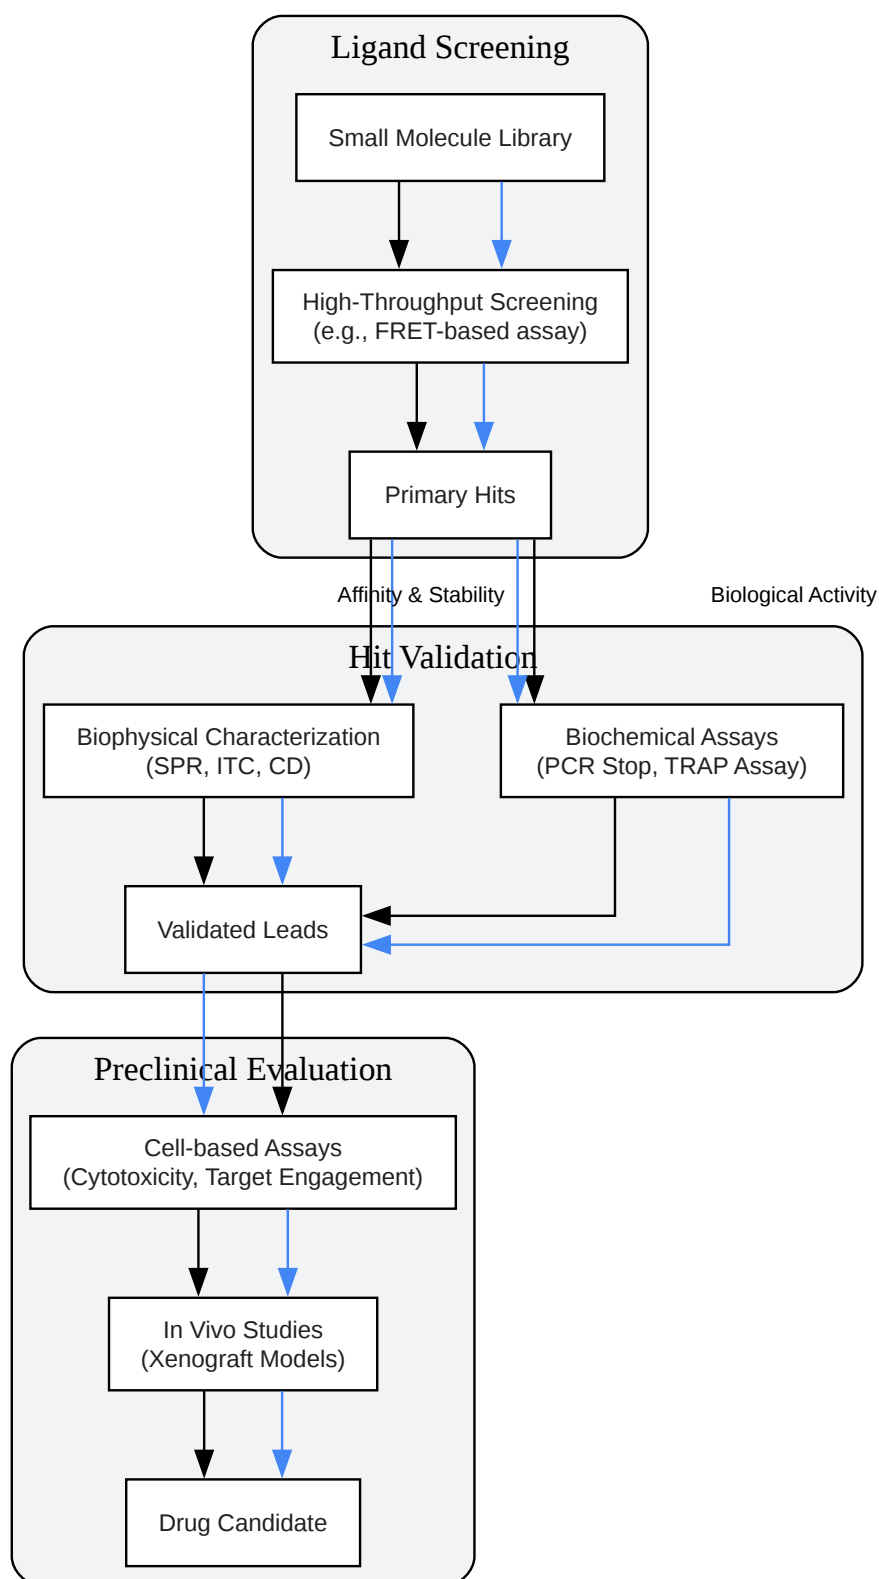 Ligand Screening
Small Molecule Library
High-Throughput Screening
(e.g., FRET-based assay)
Primary Hits
Affinity & Stability
Biological Activity
Hit Validation
Biophysical Characterization
(SPR, ITC, CD)
Biochemical Assays
(PCR Stop, TRAP Assay)
Validated Leads
Preclinical Evaluation
Cell-based Assays
(Cytotoxicity, Target Engagement)
In Vivo Studies
(Xenograft Models)
Drug Candidate